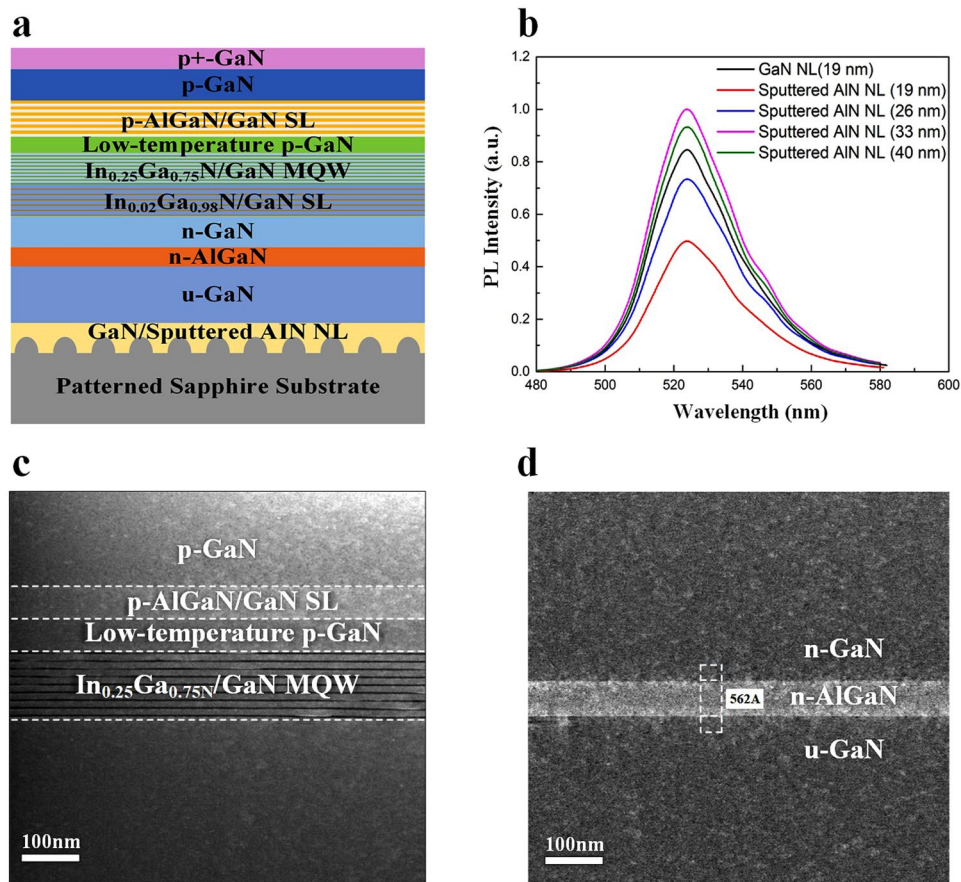 a
p+-GaN
p-GaN
p-AlGaN/GaN SL
Low-temperature p-GaN
In0.25Ga0.75N/GaN MQW
In0.02Ga0.98N/GaN SL
n-GaN
n-AlGaN
u-GaN
GaN/Sputtered AlN NL
Patterned Sapphire Substrate
b
PL Intensity (a.u.)
1.2
1.0
0.8
0.6
0.4
0.2
0.0
GaN NL(19 nm)
Sputtered AlN NL (19 nm)
Sputtered AlN NL (26 nm)
Sputtered AlN NL (33 nm)
Sputtered AlN NL (40 nm)
480 500 520 540 560 580 600
Wavelength (nm)
c
p-GaN
p-AlGaN/GaN SL
Low-temperature p-GaN
In0.25Ga0.75N/GaN MQW
100nm
d
n-GaN
562A
n-AlGaN
u-GaN
100nm